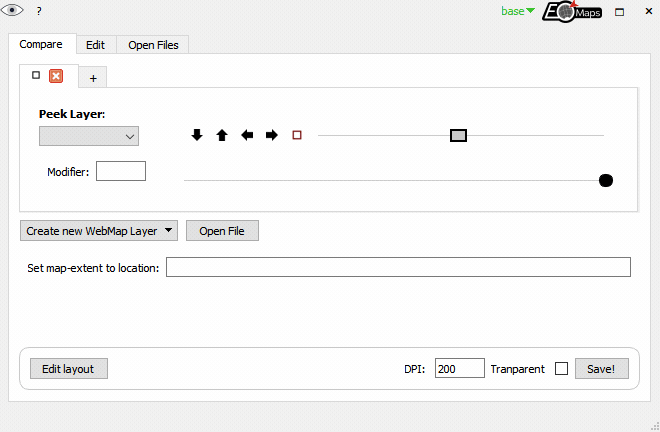 ? base EO Maps
Compare Edit Open Files
+
Peek Layer:
Modifier:
Create new WebMap Layer Open File
Set map-extent to location:
Edit layout DPI: 200 Tranparent Save!